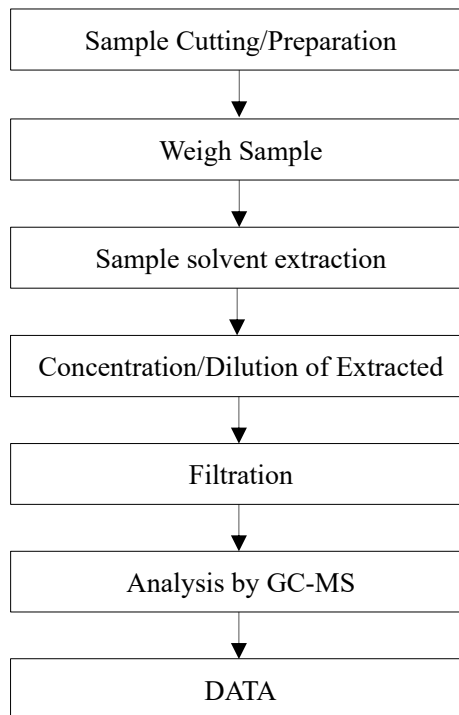 Sample Cutting/Preparation
Weigh Sample
Sample solvent extraction
Concentration/Dilution of Extracted
Filtration
Analysis by GC-MS
DATA